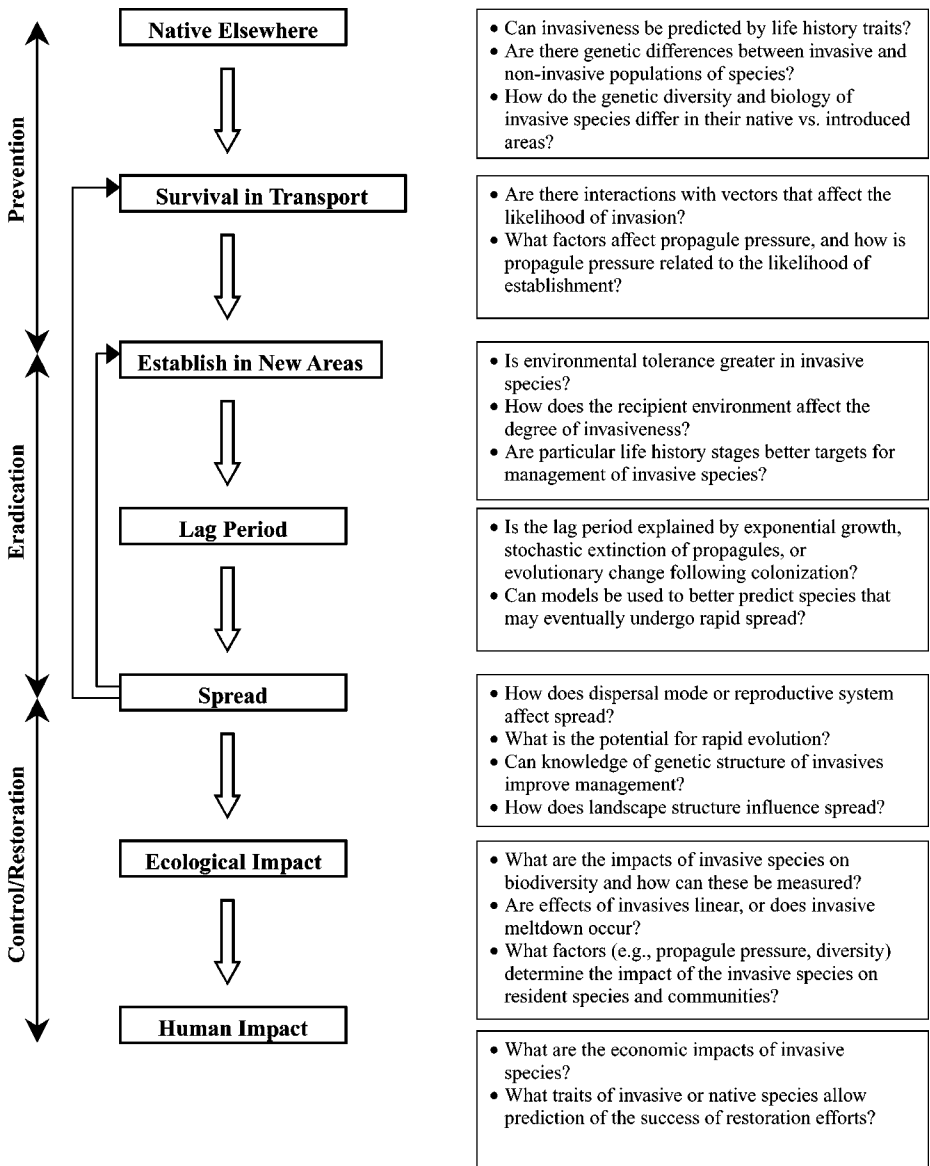 Native Elsewhere
• Can invasiveness be predicted by life history traits?
• Are there genetic differences between invasive and
non-invasive populations of species?
• How do the genetic diversity and biology of
invasive species differ in their native vs. introduced
areas?
Prevention
Survival in Transport
• Are there interactions with vectors that affect the
likelihood of invasion?
• What factors affect propagule pressure, and how is
propagule pressure related to the likelihood of
establishment?
Establish in New Areas
• Is environmental tolerance greater in invasive
species?
• How does the recipient environment affect the
degree of invasiveness?
• Are particular life history stages better targets for
management of invasive species?
Eradication
Lag Period
• Is the lag period explained by exponential growth,
stochastic extinction of propagules, or
evolutionary change following colonization?
• Can models be used to better predict species that
may eventually undergo rapid spread?
Spread
• How does dispersal mode or reproductive system
affect spread?
• What is the potential for rapid evolution?
• Can knowledge of genetic structure of invasives
improve management?
• How does landscape structure influence spread?
Control/Restoration
Ecological Impact
• What are the impacts of invasive species on
biodiversity and how can these be measured?
• Are effects of invasives linear, or does invasive
meltdown occur?
• What factors (e.g., propagule pressure, diversity)
determine the impact of the invasive species on
resident species and communities?
Human Impact
• What are the economic impacts of invasive
species?
• What traits of invasive or native species allow
prediction of the success of restoration efforts?